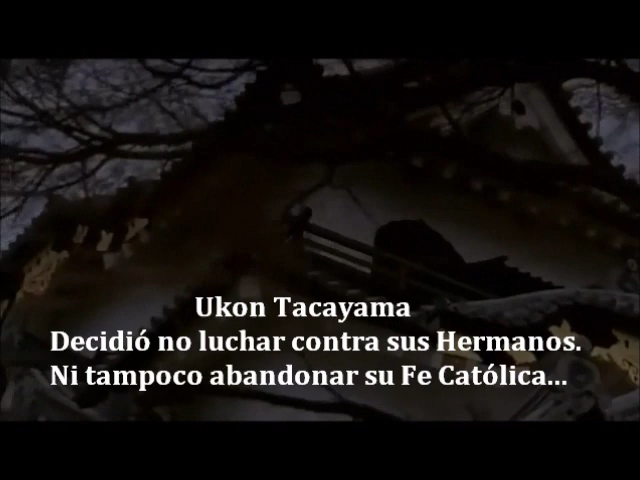 Ukon Tacayama
Decidió no luchar contra sus Hermanos.
Ni tampoco abandonar su Fe Católica...